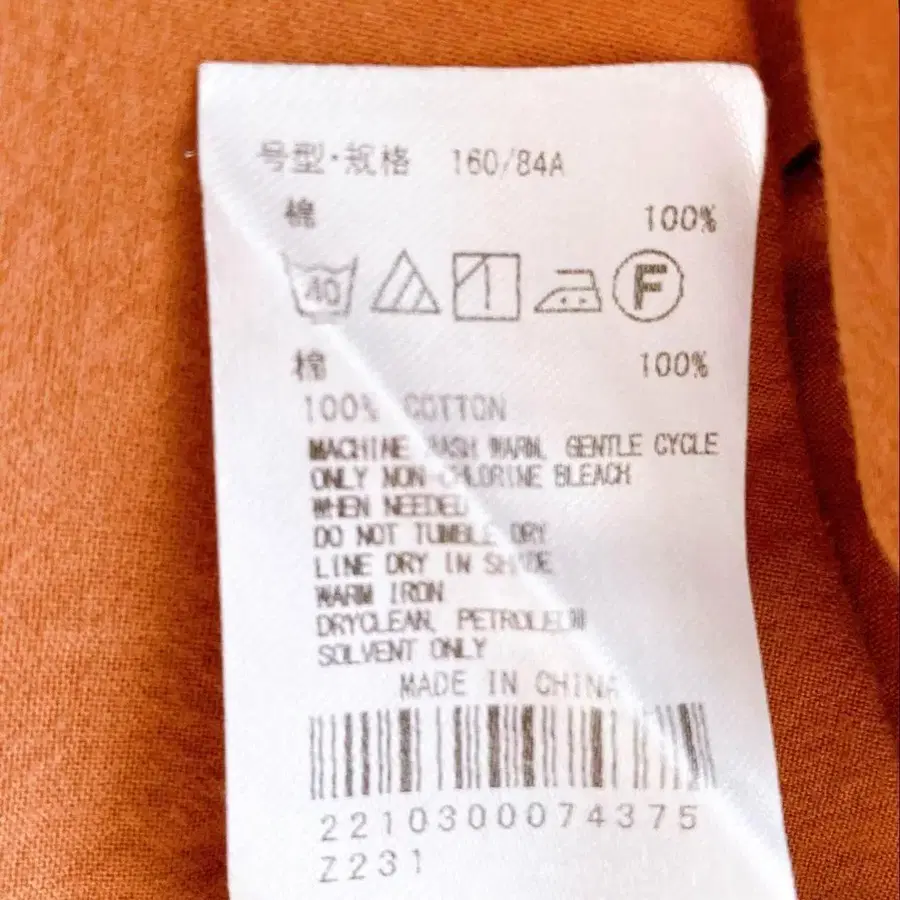 号型·规格 160/84A
棉 100%
40 F
棉 100%
100% COTTON
MACHINE WASH WARM, GENTLE CYCLE
ONLY NON-CHLORINE BLEACH
WHEN NEEDED
DO NOT TUMBLE DRY
LINE DRY IN SHADE
WARM IRON
DRYCLEAN, PETROLEUM
SOLVENT ONLY
MADE IN CHINA
2210300074375
Z231